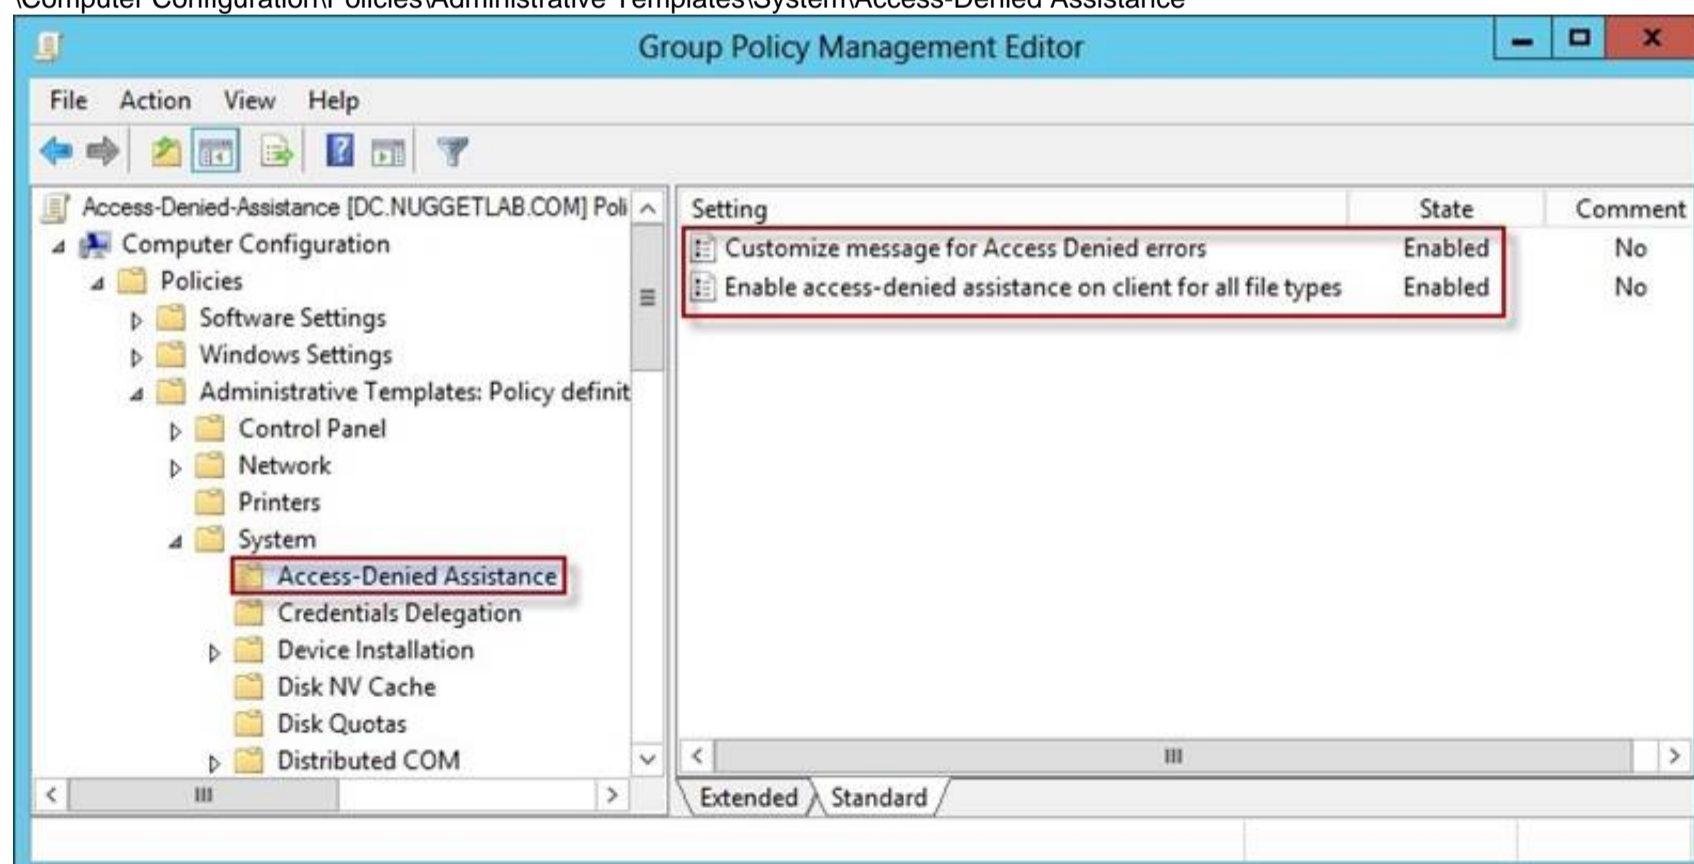 \Computer Configuration\Policies\Administrative Templates\System\Access-Denied Assistance
Group Policy Management Editor
File Action View Help
Access-Denied-Assistance [DC.NUGGETLAB.COM] Poli
Computer Configuration
Policies
Software Settings
Windows Settings
Administrative Templates: Policy definit
Control Panel
Network
Printers
System
Access-Denied Assistance
Credentials Delegation
Device Installation
Disk NV Cache
Disk Quotas
Distributed COM
Setting State Comment
Customize message for Access Denied errors Enabled No
Enable access-denied assistance on client for all file types Enabled No
Extended Standard